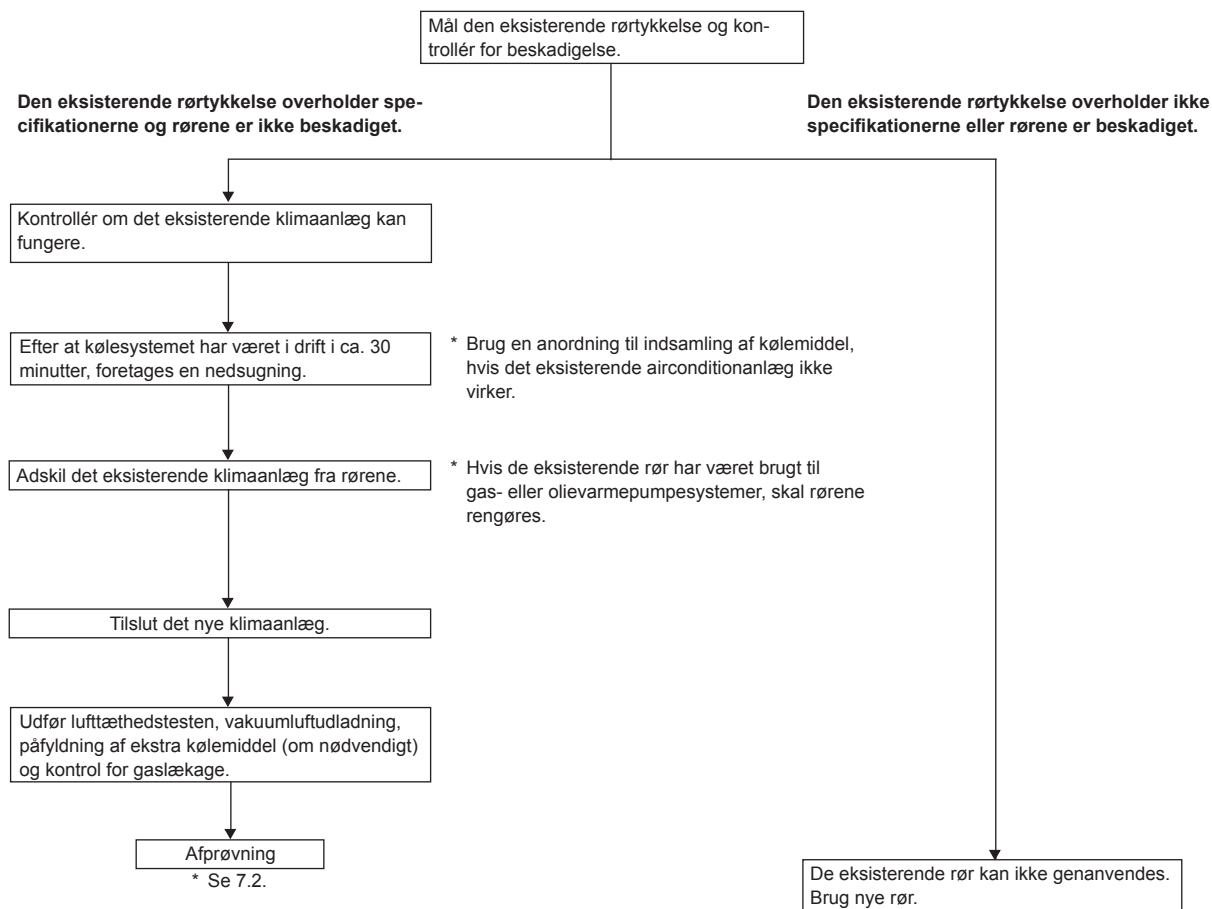 Mål den eksisterende rørtykkelse og kon-
trollér for beskadigelse.
Den eksisterende rørtykkelse overholder spe-
cifikationerne og rørene er ikke beskadiget.
Den eksisterende rørtykkelse overholder ikke
specifikationerne eller rørene er beskadiget.
Kontrollér om det eksisterende klimaanlæg kan
fungere.
Efter at kølesystemet har været i drift i ca. 30
minutter, foretages en nedsugning.
* Brug en anordning til indsamling af kølemiddel,
hvis det eksisterende airconditionanlæg ikke
virker.
Adskil det eksisterende klimaanlæg fra rørene.
* Hvis de eksisterende rør har været brugt til
gas- eller olievarmepumpesystemer, skal rørene
rengøres.
Tilslut det nye klimaanlæg.
Udfør lufttæthedstesten, vakuumluftudladning,
påfyldning af ekstra kølemiddel (om nødvendigt)
og kontrol for gaslækage.
Afprøvning
* Se 7.2.
De eksisterende rør kan ikke genanvendes.
Brug nye rør.